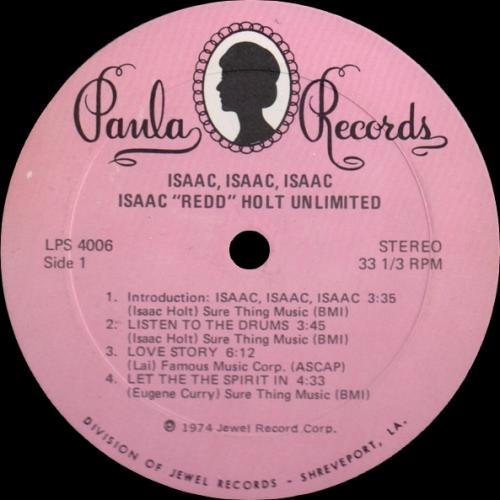 Paula Records
ISAAC, ISAAC, ISAAC
ISAAC "REDD" HOLT UNLIMITED
LPS 4006
Side 1
STEREO
33 1/3 RPM
1. Introduction: ISAAC, ISAAC, ISAAC 3:35
(Isaac Holt) Sure Thing Music (BMI)
2. LISTEN TO THE DRUMS 3:45
(Isaac Holt) Sure Thing Music (BMI)
3. LOVE STORY 6:12
(Lai) Famous Music Corp. (ASCAP)
4. LET THE THE SPIRIT IN 4:33
(Eugene Curry) Sure Thing Music (BMI)
℗ 1974 Jewel Record Corp.
DIVISION OF JEWEL RECORDS - SHREVEPORT, LA.